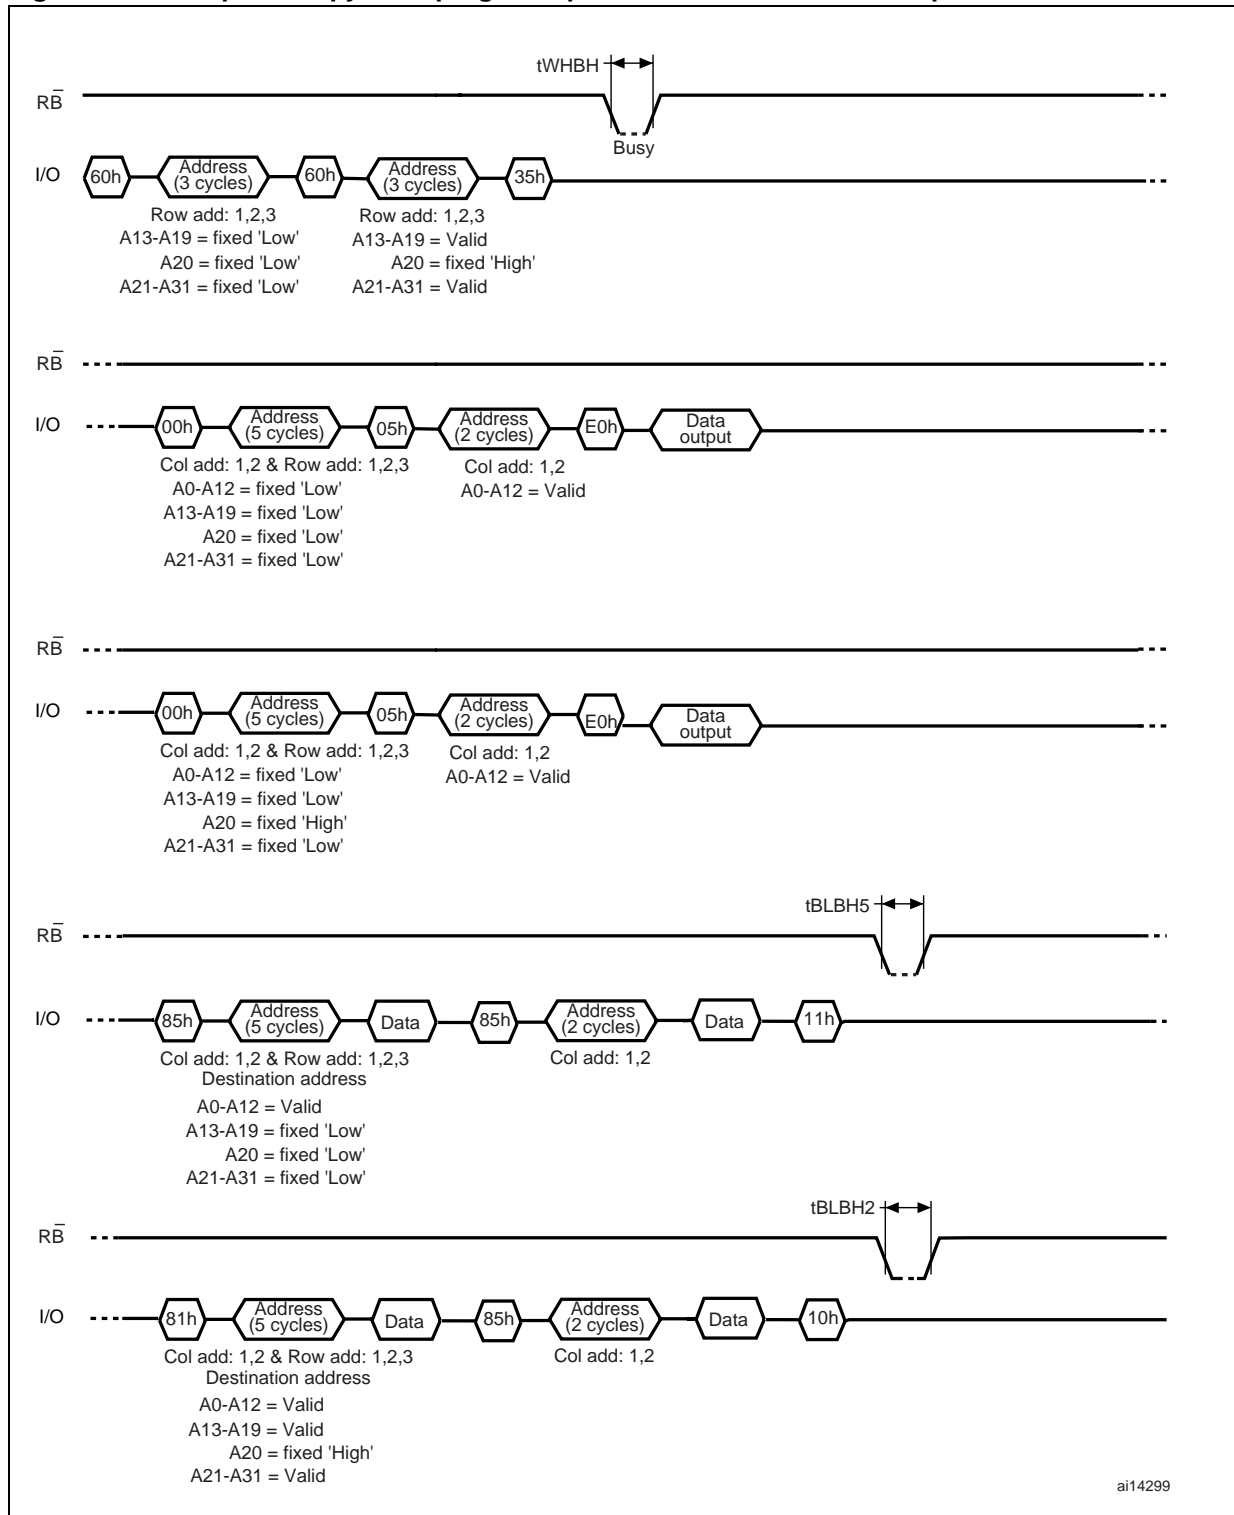 tWHBH
RB̅
Busy
I/O 60h Address (3 cycles) 60h Address (3 cycles) 35h
Row add: 1,2,3 Row add: 1,2,3
A13-A19 = fixed 'Low' A13-A19 = Valid
A20 = fixed 'Low' A20 = fixed 'High'
A21-A31 = fixed 'Low' A21-A31 = Valid
RB̅
I/O 00h Address (5 cycles) 05h Address (2 cycles) E0h Data output
Col add: 1,2 & Row add: 1,2,3 Col add: 1,2
A0-A12 = fixed 'Low' A0-A12 = Valid
A13-A19 = fixed 'Low'
A20 = fixed 'Low'
A21-A31 = fixed 'Low'
RB̅
I/O 00h Address (5 cycles) 05h Address (2 cycles) E0h Data output
Col add: 1,2 & Row add: 1,2,3 Col add: 1,2
A0-A12 = fixed 'Low' A0-A12 = Valid
A13-A19 = fixed 'Low'
A20 = fixed 'High'
A21-A31 = fixed 'Low'
tBLBH5
RB̅
I/O 85h Address (5 cycles) Data 85h Address (2 cycles) Data 11h
Col add: 1,2 & Row add: 1,2,3 Col add: 1,2
Destination address
A0-A12 = Valid
A13-A19 = fixed 'Low'
A20 = fixed 'Low'
A21-A31 = fixed 'Low'
tBLBH2
RB̅
I/O 81h Address (5 cycles) Data 85h Address (2 cycles) Data 10h
Col add: 1,2 & Row add: 1,2,3 Col add: 1,2
Destination address
A0-A12 = Valid
A13-A19 = Valid
A20 = fixed 'High'
A21-A31 = Valid
ai14299